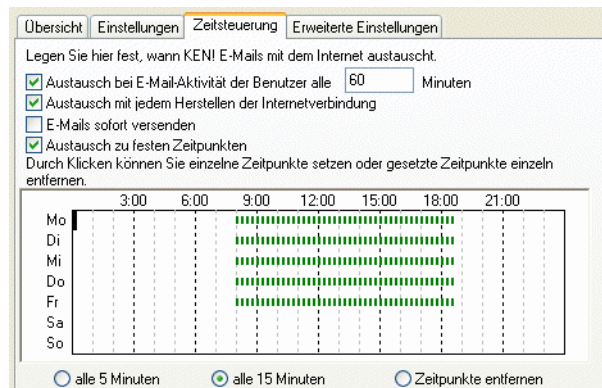 Übersicht Einstellungen Zeitsteuerung Erweiterte Einstellungen
Legen Sie hier fest, wann KEN! E-Mails mit dem Internet austauscht.
Austausch bei E-Mail-Aktivität der Benutzer alle 60 Minuten
Austausch mit jedem Herstellen der Internetverbindung
E-Mails sofort versenden
Austausch zu festen Zeitpunkten
Durch Klicken können Sie einzelne Zeitpunkte setzen oder gesetzte Zeitpunkte einzeln
entfernen.
3:00 6:00 9:00 12:00 15:00 18:00 21:00
Mo
Di
Mi
Do
Fr
Sa
So
alle 5 Minuten alle 15 Minuten Zeitpunkte entfernen